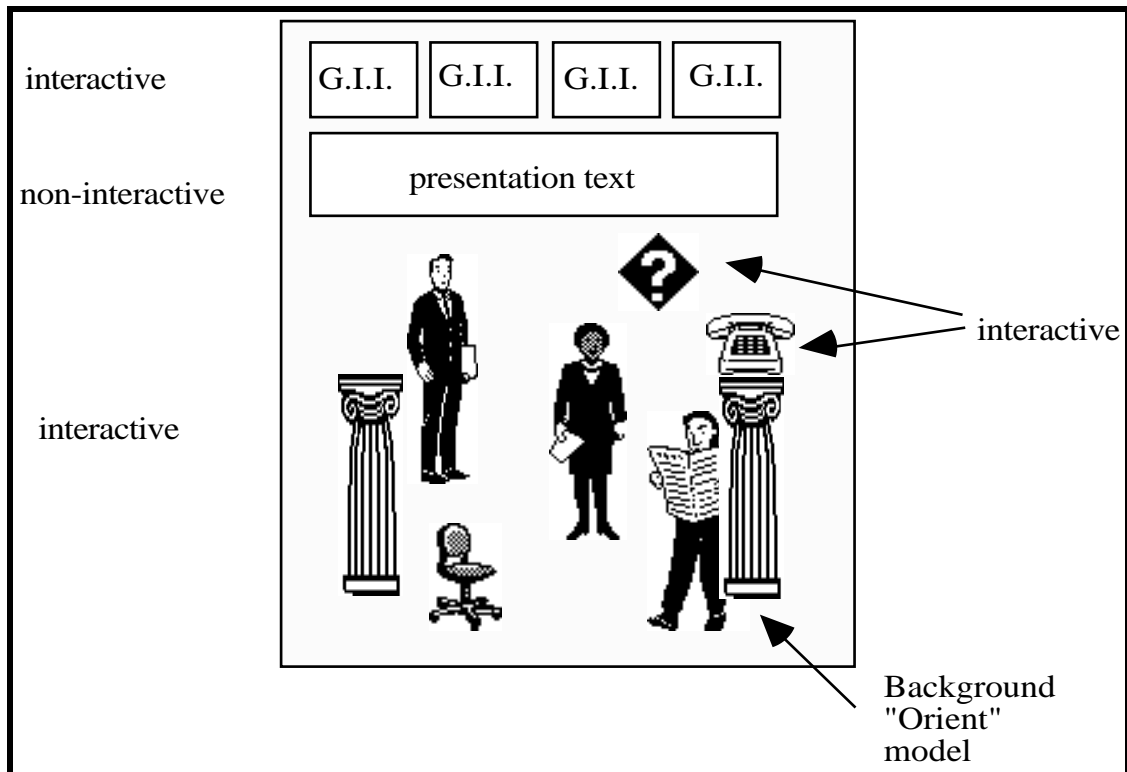 interactive
G.I.I. G.I.I. G.I.I. G.I.I.
non-interactive
presentation text
?
interactive
interactive
Background
"Orient"
model